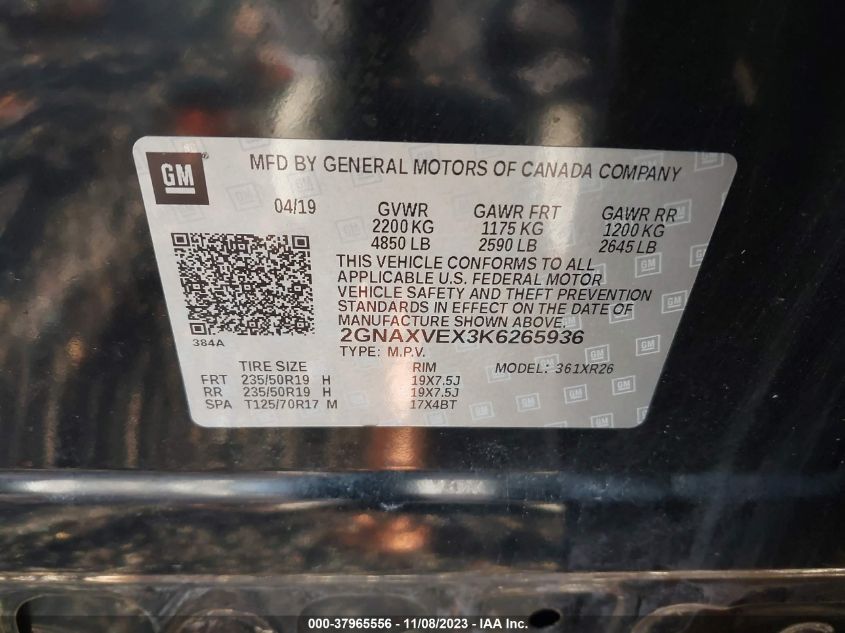 GM
MFD BY GENERAL MOTORS OF CANADA COMPANY
04/19 GVWR GAWR FRT GAWR RR
2200 KG 1175 KG 1200 KG
4850 LB 2590 LB 2645 LB
THIS VEHICLE CONFORMS TO ALL
APPLICABLE U.S. FEDERAL MOTOR
VEHICLE SAFETY AND THEFT PREVENTION
STANDARDS IN EFFECT ON THE DATE OF
MANUFACTURE SHOWN ABOVE.
384A
2GNAXVEX3K6265936
TYPE: M.P.V. MODEL: 361XR26
TIRE SIZE RIM
FRT 235/50R19 H 19X7.5J
RR 235/50R19 H 19X7.5J
SPA T125/70R17 M 17X4BT
000-37965556 - 11/08/2023 - IAA Inc.